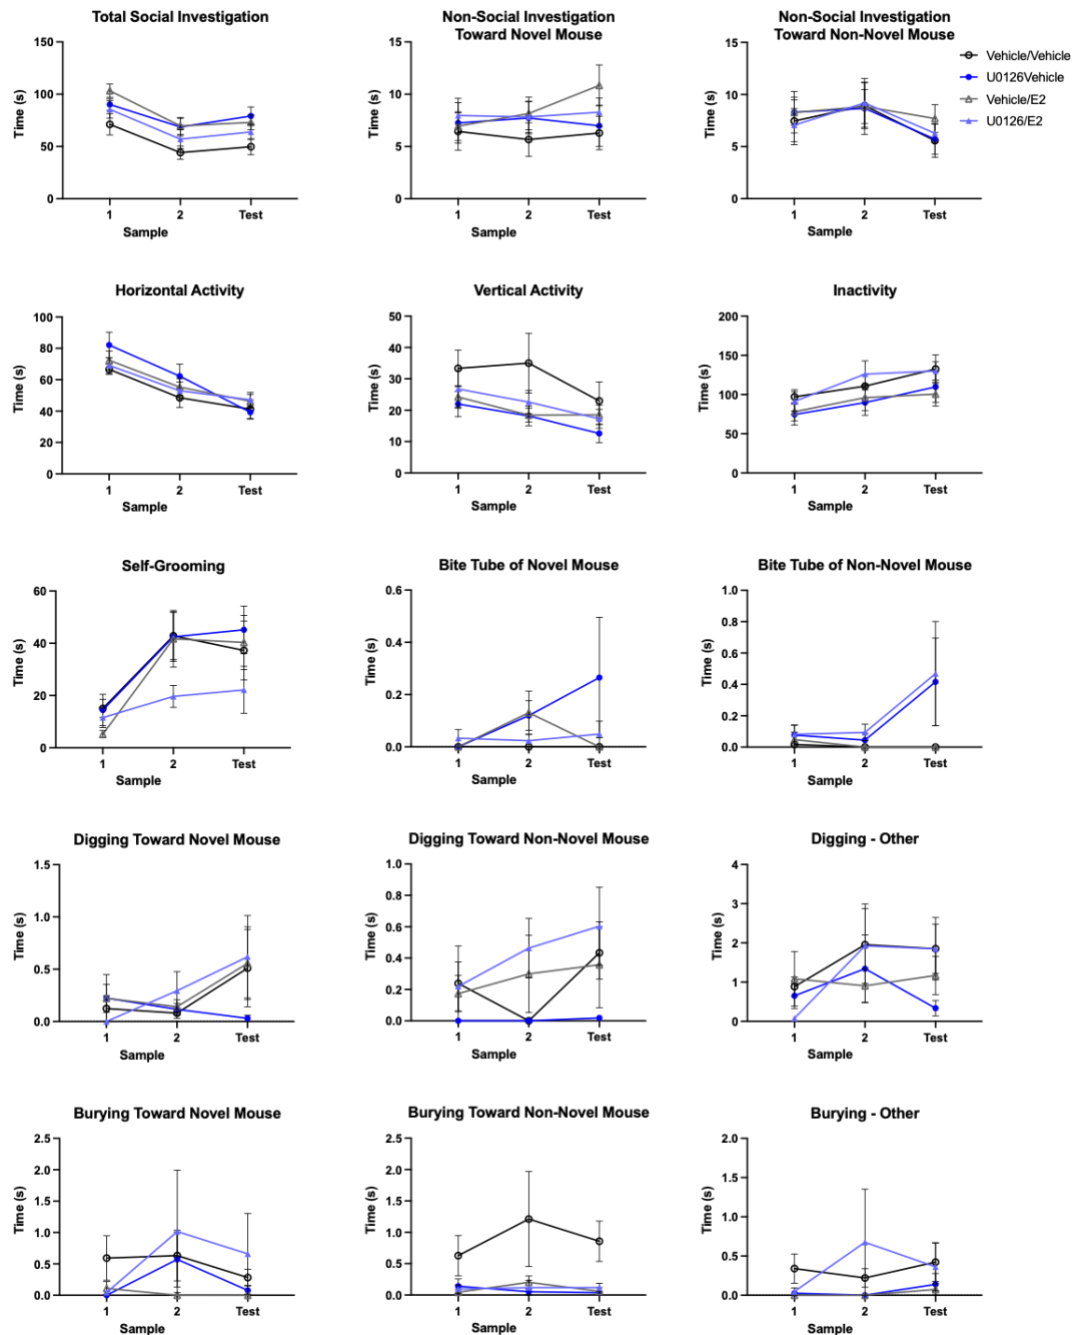 Total Social Investigation
Non-Social Investigation
Toward Novel Mouse
Non-Social Investigation
Toward Non-Novel Mouse
Vehicle/Vehicle
U0126Vehicle
Vehicle/E2
U0126/E2
Time (s)
150
100
50
0
1
2
Test
Sample
Time (s)
15
10
5
0
1
2
Test
Sample
Time (s)
15
10
5
0
1
2
Test
Sample
Horizontal Activity
Vertical Activity
Inactivity
Time (s)
100
80
60
40
20
0
1
2
Test
Sample
Time (s)
50
40
30
20
10
0
1
2
Test
Sample
Time (s)
200
150
100
50
0
1
2
Test
Sample
Self-Grooming
Bite Tube of Novel Mouse
Bite Tube of Non-Novel Mouse
Time (s)
60
40
20
0
1
2
Test
Sample
Time (s)
0.6
0.4
0.2
0.0
1
2
Test
Sample
Time (s)
1.0
0.8
0.6
0.4
0.2
0.0
1
2
Test
Sample
Digging Toward Novel Mouse
Digging Toward Non-Novel Mouse
Digging - Other
Time (s)
1.5
1.0
0.5
0.0
1
2
Test
Sample
Time (s)
1.0
0.8
0.6
0.4
0.2
0.0
1
2
Test
Sample
Time (s)
4
3
2
1
0
1
2
Test
Sample
Burying Toward Novel Mouse
Burying Toward Non-Novel Mouse
Burying - Other
Time (s)
2.5
2.0
1.5
1.0
0.5
0.0
1
2
Test
Sample
Time (s)
2.5
2.0
1.5
1.0
0.5
0.0
1
2
Test
Sample
Time (s)
2.0
1.5
1.0
0.5
0.0
1
2
Test
Sample